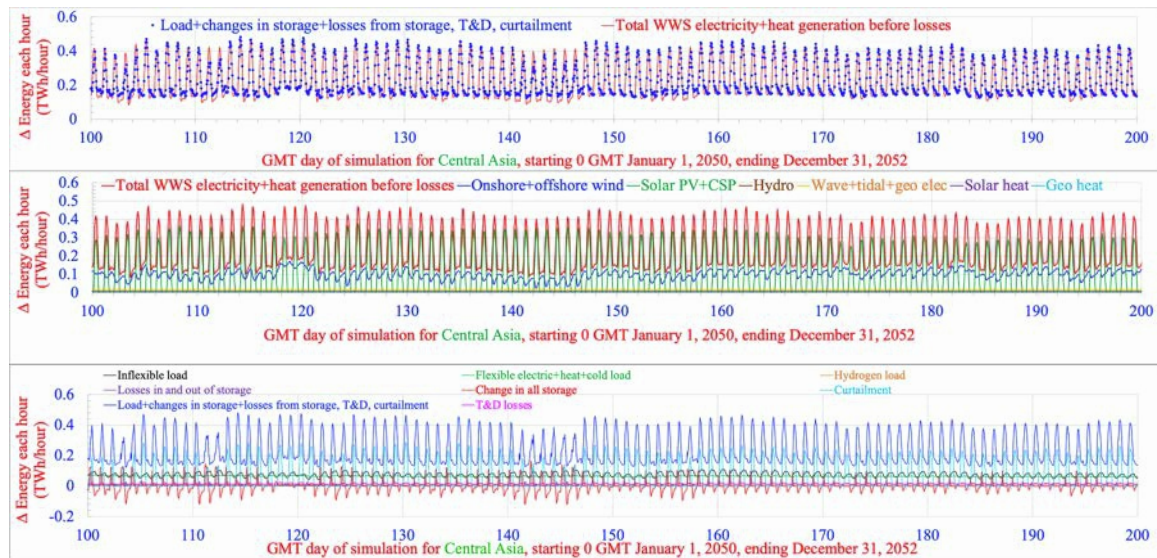 Load+changes in storage+losses from storage, T&D, curtailment Total WWS electricity+heat generation before losses
Δ Energy each hour
(TWh/hour)
0.6
0.4
0.2
0
100 110 120 130 140 150 160 170 180 190 200
GMT day of simulation for Central Asia, starting 0 GMT January 1, 2050, ending December 31, 2052
Total WWS electricity+heat generation before losses Onshore+offshore wind Solar PV+CSP Hydro Wave+tidal+geo elec Solar heat Geo heat
Δ Energy each hour
(TWh/hour)
0.6
0.5
0.4
0.3
0.2
0.1
0
100 110 120 130 140 150 160 170 180 190 200
GMT day of simulation for Central Asia, starting 0 GMT January 1, 2050, ending December 31, 2052
Inflexible load Flexible electric+heat+cold load Hydrogen load
Losses in and out of storage Change in all storage Curtailment
Load+changes in storage+losses from storage, T&D, curtailment T&D losses
Δ Energy each hour
(TWh/hour)
0.6
0.4
0.2
0
-0.2
100 110 120 130 140 150 160 170 180 190 200
GMT day of simulation for Central Asia, starting 0 GMT January 1, 2050, ending December 31, 2052